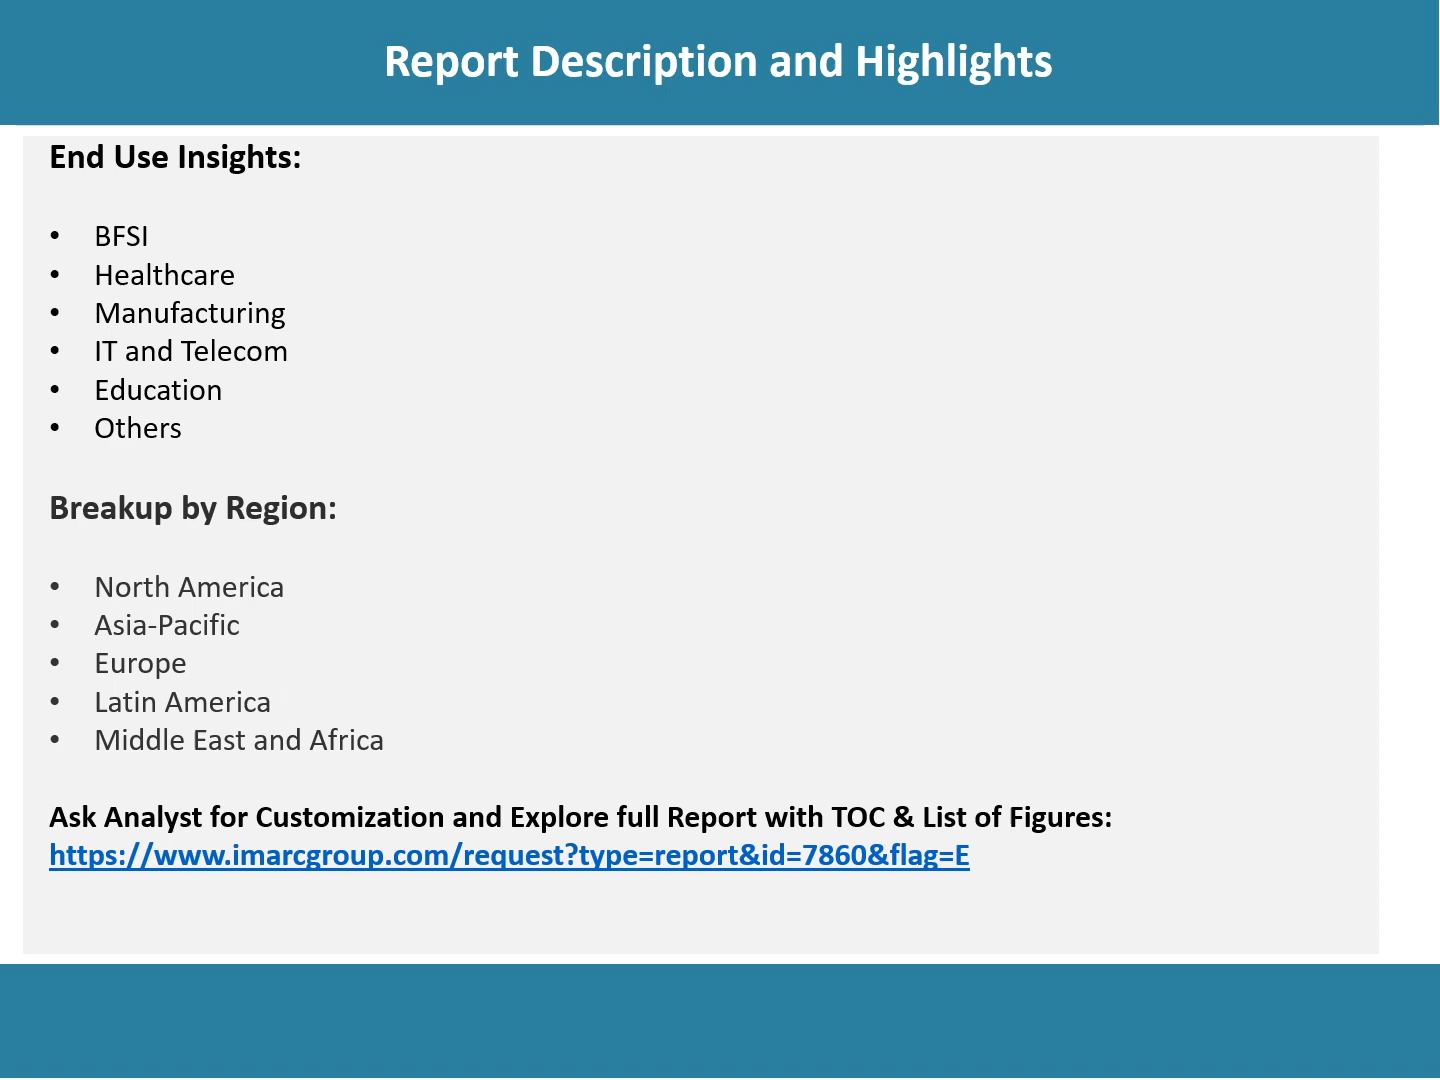 Report Description and Highlights
End Use Insights:
• BFSI
• Healthcare
• Manufacturing
• IT and Telecom
• Education
• Others
Breakup by Region:
• North America
• Asia-Pacific
• Europe
• Latin America
• Middle East and Africa
Ask Analyst for Customization and Explore full Report with TOC & List of Figures:
https://www.imarcgroup.com/request?type=report&id=7860&flag=E